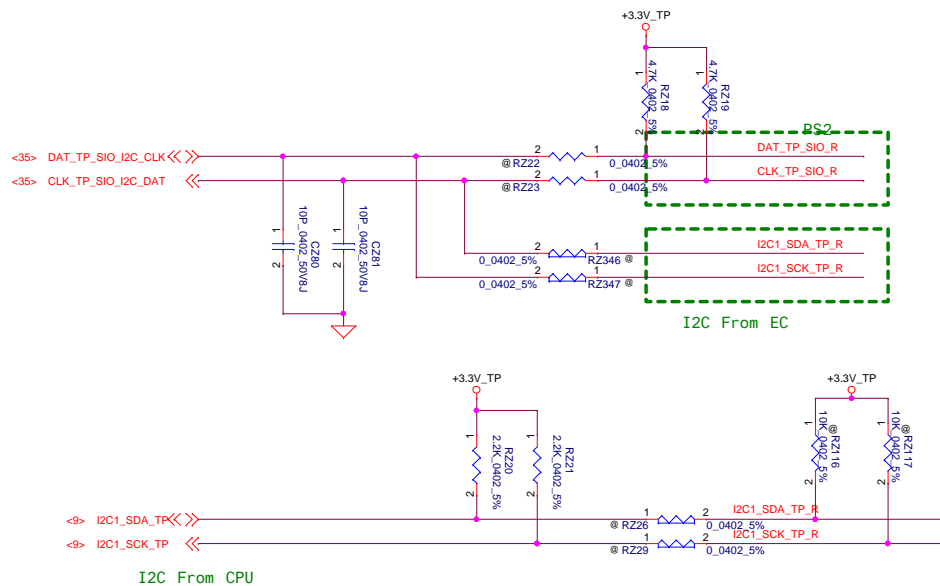 +3.3V_TP
4.7K_0402_5%
RZ18
4.7K_0402_5%
RZ19
1
2
1
2
PS2
<35> DAT_TP_SIO_I2C_CLK
2
1
@RZ22
0_0402_5%
DAT_TP_SIO_R
<35> CLK_TP_SIO_I2C_DAT
2
1
@RZ23
0_0402_5%
CLK_TP_SIO_R
10P_0402_50V8J
CZ80
1
2
10P_0402_50V8J
CZ81
1
2
2
1
0_0402_5%
RZ346 @
I2C1_SDA_TP_R
2
1
0_0402_5%
RZ347 @
I2C1_SCK_TP_R
I2C From EC
+3.3V_TP
2.2K_0402_5%
RZ20
1
2
2.2K_0402_5%
RZ21
1
2
+3.3V_TP
10K_0402_5%
@RZ116
1
2
10K_0402_5%
@RZ117
1
2
<9> I2C1_SDA_TP
1
2
@ RZ26
0_0402_5%
I2C1_SDA_TP_R
<9> I2C1_SCK_TP
1
2
@ RZ29
0_0402_5%
I2C1_SCK_TP_R
I2C From CPU